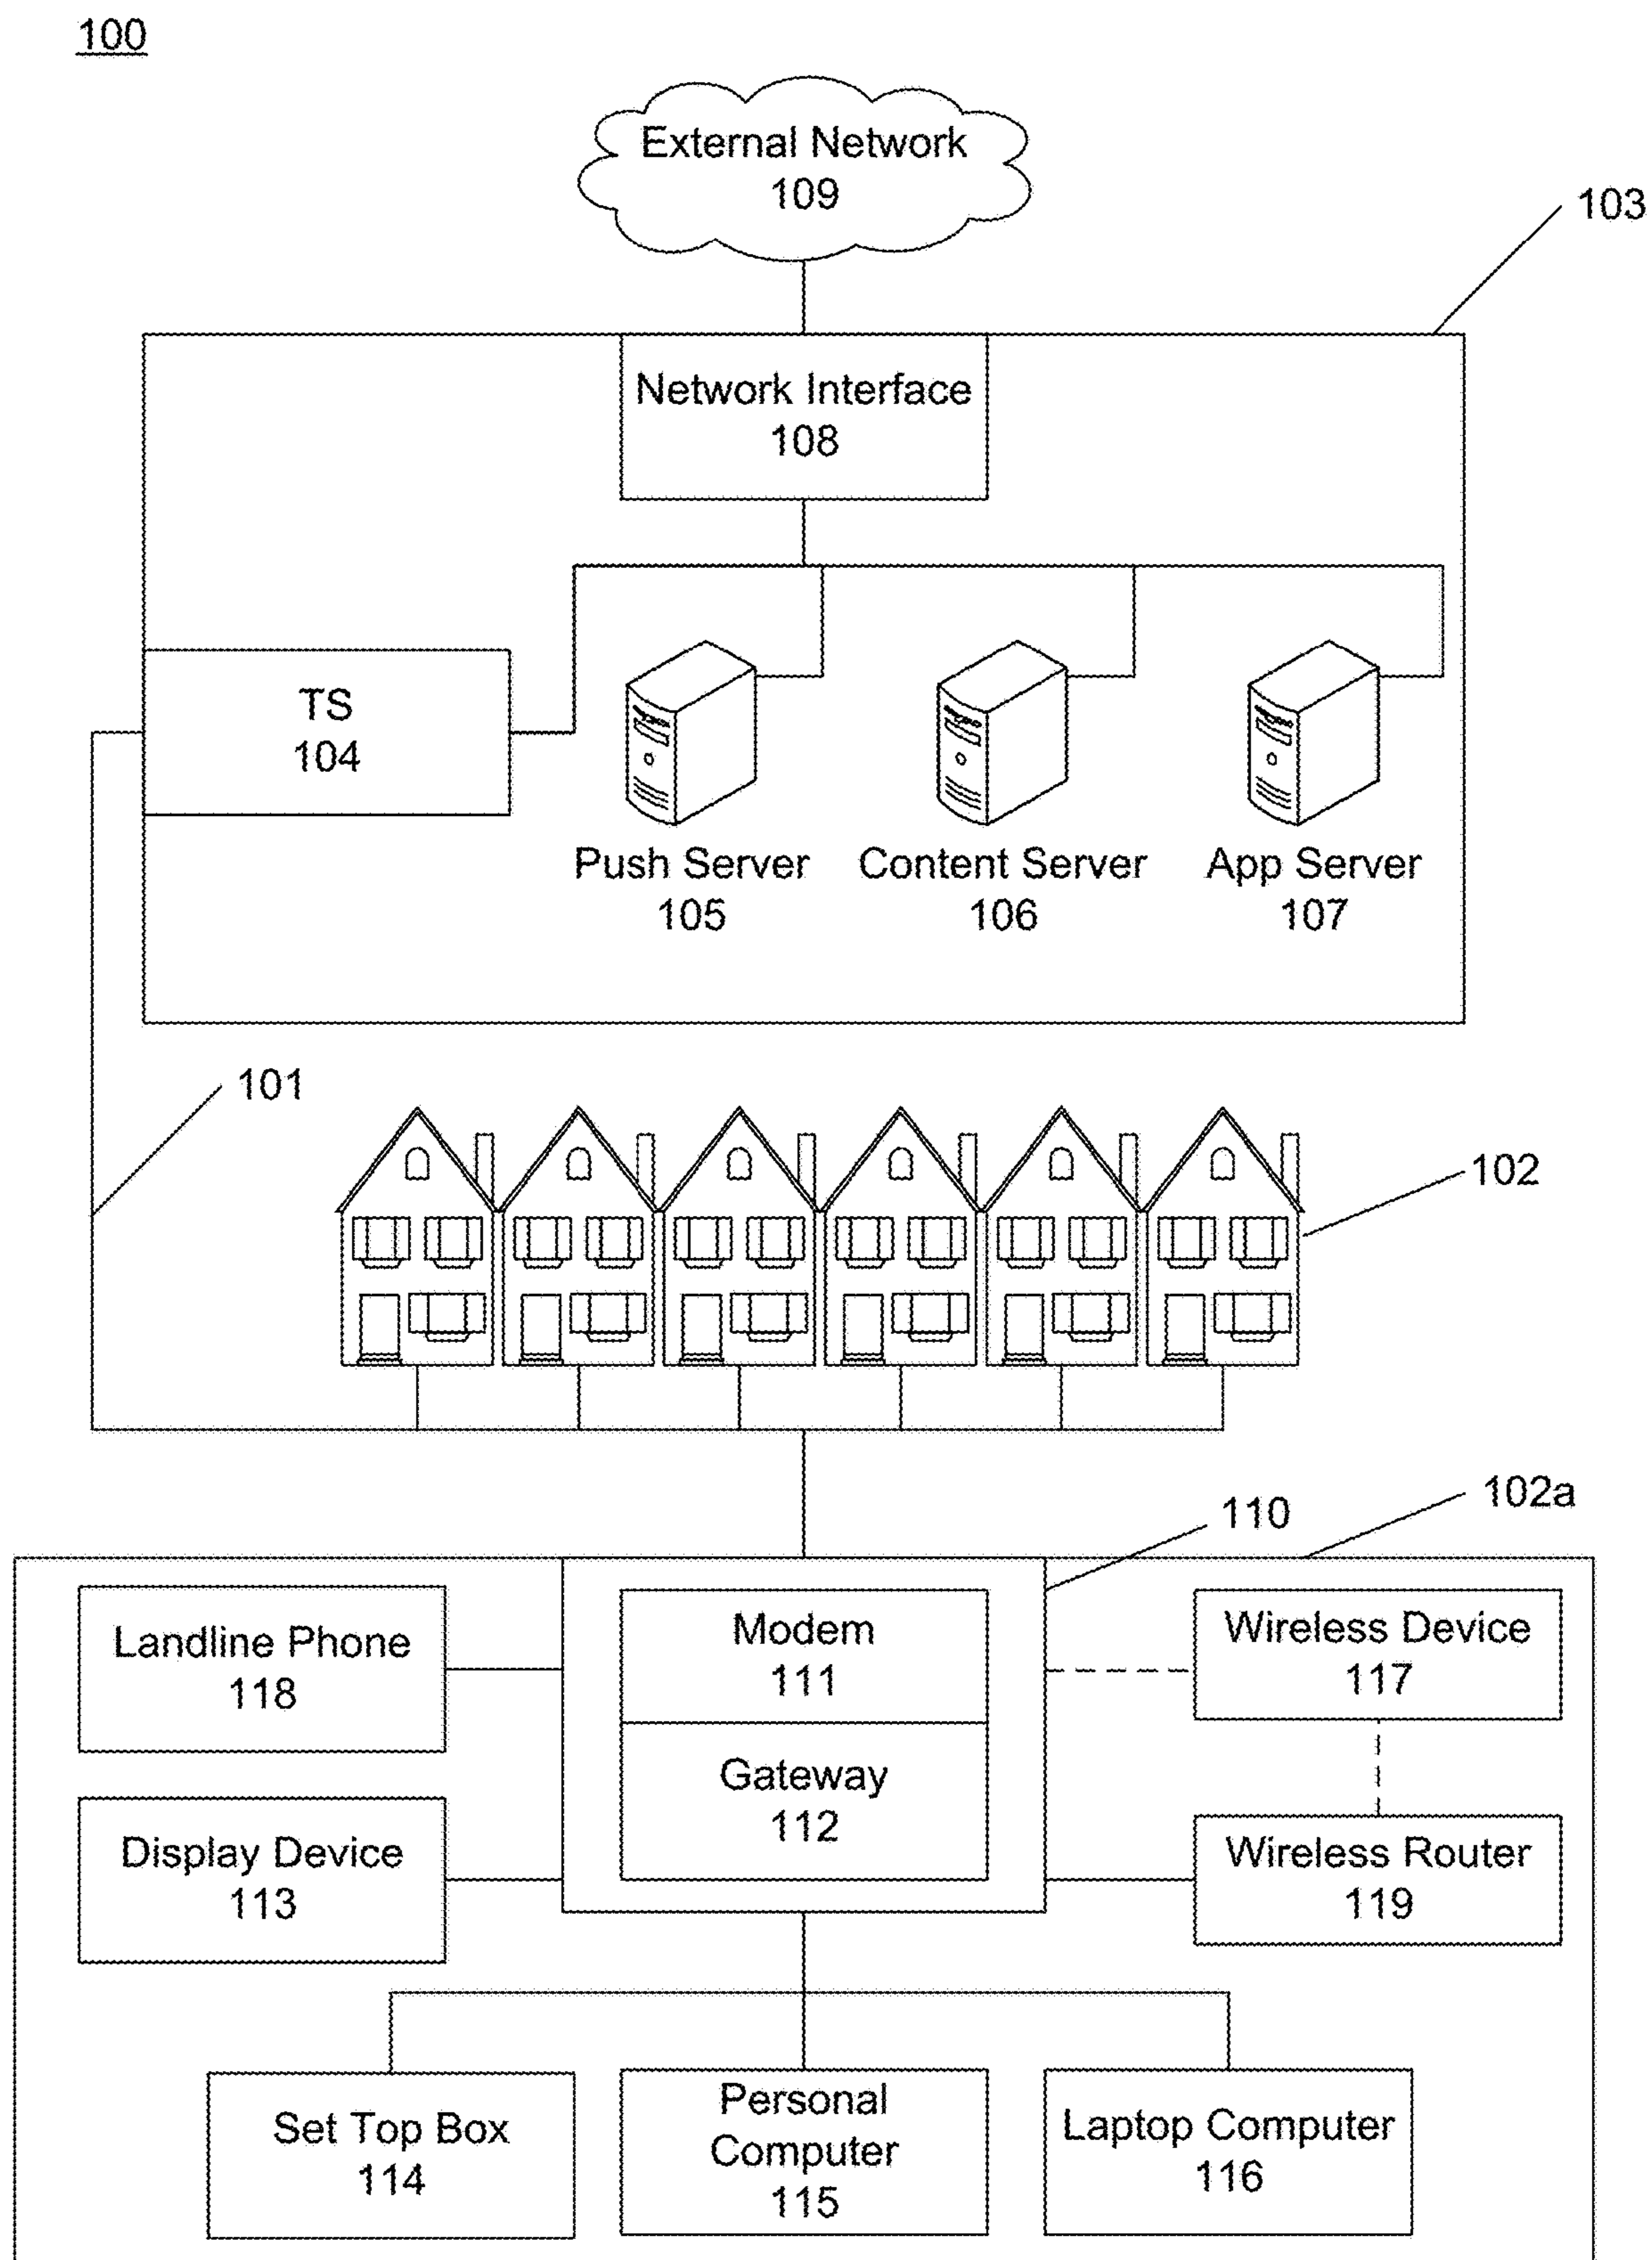 100
External Network
109
103
Network Interface
108
TS
104
Push Server
105
Content Server
106
App Server
107
101
102
102a
110
Landline Phone
118
Modem
111
Wireless Device
117
Gateway
112
Display Device
113
Wireless Router
119
Set Top Box
114
Personal
Computer
115
Laptop Computer
116